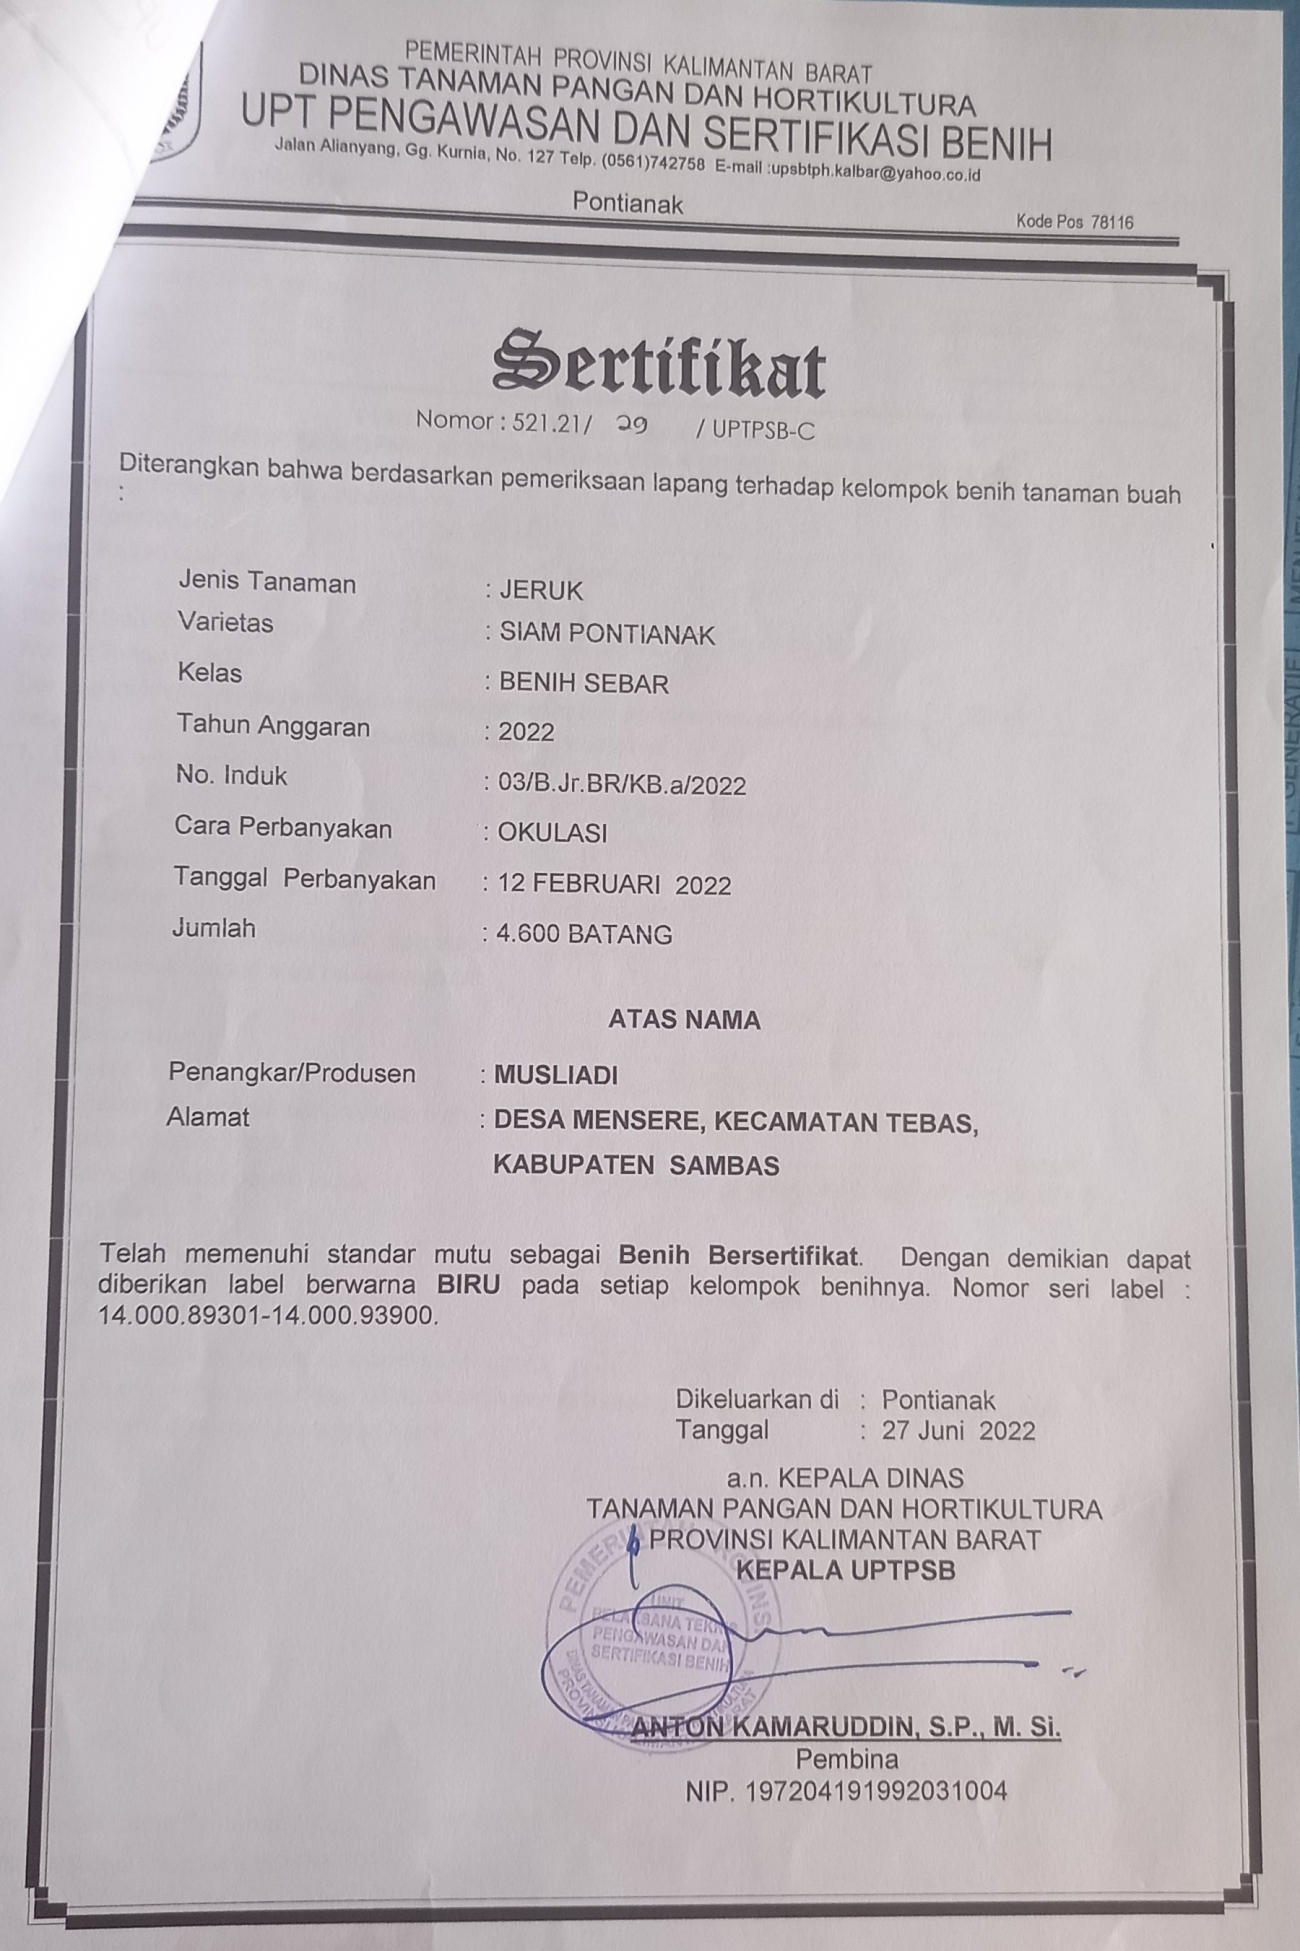 PEMERINTAH PROVINSI KALIMANTAN BARAT
DINAS TANAMAN PANGAN DAN HORTIKULTURA
UPT PENGAWASAN DAN SERTIFIKASI BENIH
Jalan Alianyang, Gg. Kurnia, No. 127 Telp. (0561)742758 E-mail :upsbtph.kalbar@yahoo.co.id
Pontianak
Kode Pos 78116
Sertifikat
Nomor : 521.21/ 29 / UPTPSB-C
Diterangkan bahwa berdasarkan pemeriksaan lapang terhadap kelompok benih tanaman buah
:
Jenis Tanaman : JERUK
Varietas : SIAM PONTIANAK
Kelas : BENIH SEBAR
Tahun Anggaran : 2022
No. Induk : 03/B.Jr.BR/KB.a/2022
Cara Perbanyakan : OKULASI
Tanggal Perbanyakan : 12 FEBRUARI 2022
Jumlah : 4.600 BATANG
ATAS NAMA
Penangkar/Produsen : MUSLIADI
Alamat : DESA MENSERE, KECAMATAN TEBAS,
KABUPATEN SAMBAS
Telah memenuhi standar mutu sebagai Benih Bersertifikat. Dengan demikian dapat
diberikan label berwarna BIRU pada setiap kelompok benihnya. Nomor seri label :
14.000.89301-14.000.93900.
Dikeluarkan di : Pontianak
Tanggal : 27 Juni 2022
a.n. KEPALA DINAS
TANAMAN PANGAN DAN HORTIKULTURA
PROVINSI KALIMANTAN BARAT
KEPALA UPTPSB
UNIT
PELAKSANA TEKNIS
PENGAWASAN DAN
SERTIFIKASI BENIH
ANTON KAMARUDDIN, S.P., M. Si.
Pembina
NIP. 197204191992031004